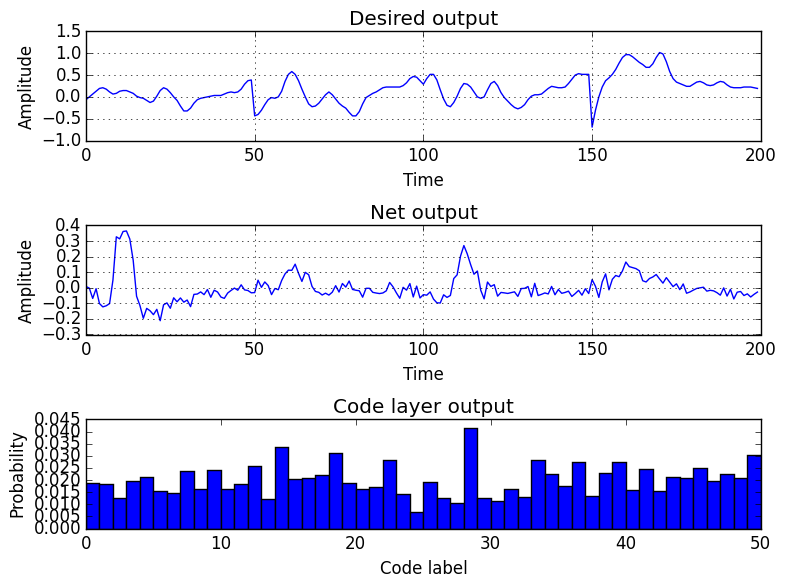 Desired output
1.5
1.0
0.5
0.0
−0.5
−1.0
Amplitude
0 50 100 150 200
Time
Net output
0.4
0.3
0.2
0.1
0.0
−0.1
−0.2
−0.3
Amplitude
0 50 100 150 200
Time
Code layer output
0.045
0.040
0.035
0.030
0.025
0.020
0.015
0.010
0.005
0.000
Probability
0 10 20 30 40 50
Code label